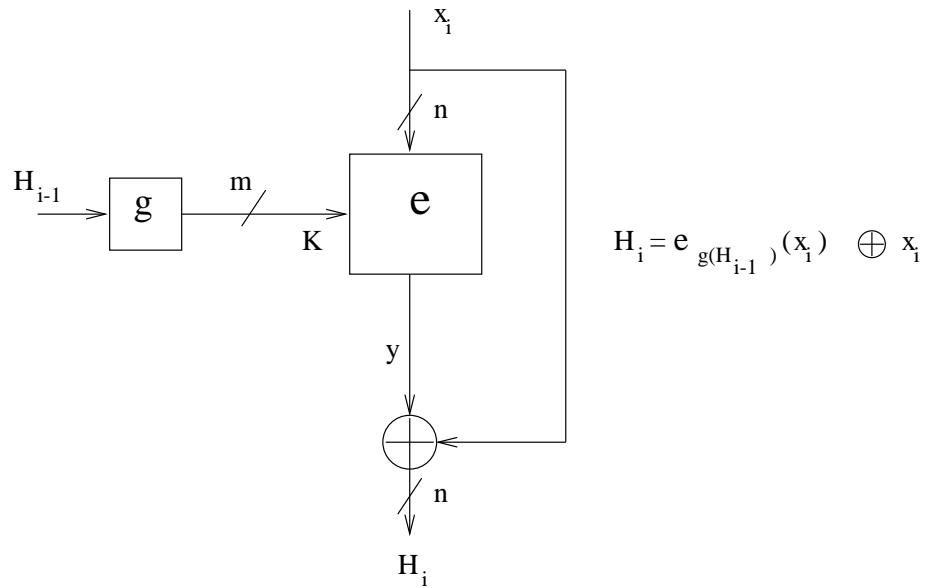 x_i
n
H_{i-1}
g
m
K
e
H_i = e_{g(H_{i-1})}(x_i) ⊕ x_i
y
n
H_i